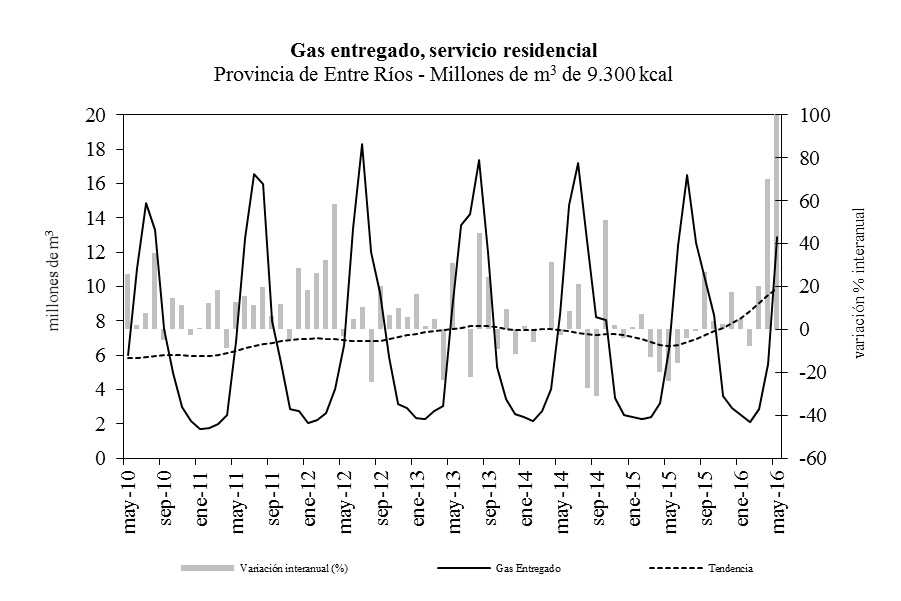 Gas entregado, servicio residencial
Provincia de Entre Ríos - Millones de m³ de 9.300 kcal
20
18
16
14
12
10
8
6
4
2
0
millones de m³
100
80
60
40
20
0
-20
-40
-60
variación % interanual
may-10
sep-10
ene-11
may-11
sep-11
ene-12
may-12
sep-12
ene-13
may-13
sep-13
ene-14
may-14
sep-14
ene-15
may-15
sep-15
ene-16
may-16
Variación interanual (%)
Gas Entregado
Tendencia